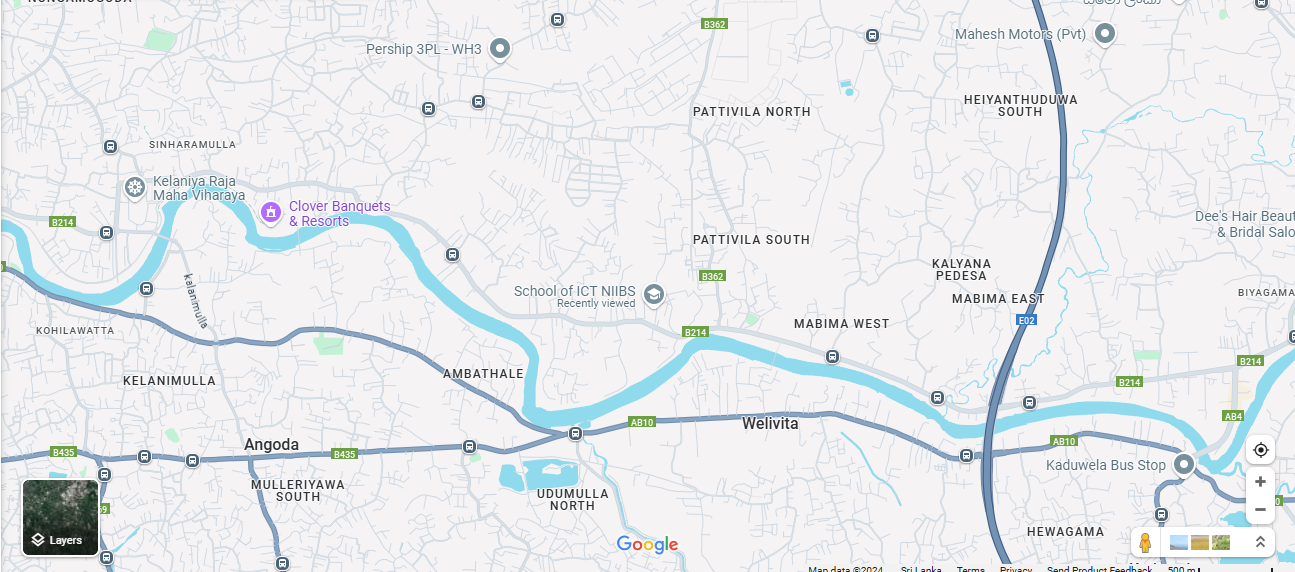 B362
Pership 3PL - WH3
Mahesh Motors (Pvt)
HEIYANTHUDUWA
SOUTH
PATTIVILA NORTH
SINHARAMULLA
Kelaniya Raja
Maha Viharaya
Clover Banquets
& Resorts
B214
Dee's Hair Beaut
& Bridal Salo
PATTIVILA SOUTH
KALYANA
PEDESA
B362
School of ICT NIIBS
Recently viewed
MABIMA EAST
BIYAGAMA
kalanimulla
E02
MABIMA WEST
KOHILAWATTA
B214
B214
AMBATHALE
KELANIMULLA
B214
AB4
AB10
Welivita
Angoda
AB10
B435
B435
Kaduwela Bus Stop
MULLERIYAWA
SOUTH
UDUMULLA
NORTH
HEWAGAMA
Layers
Google
Map data ©2024
Sri Lanka
Terms
Privacy
Send Product Feedback
500 m